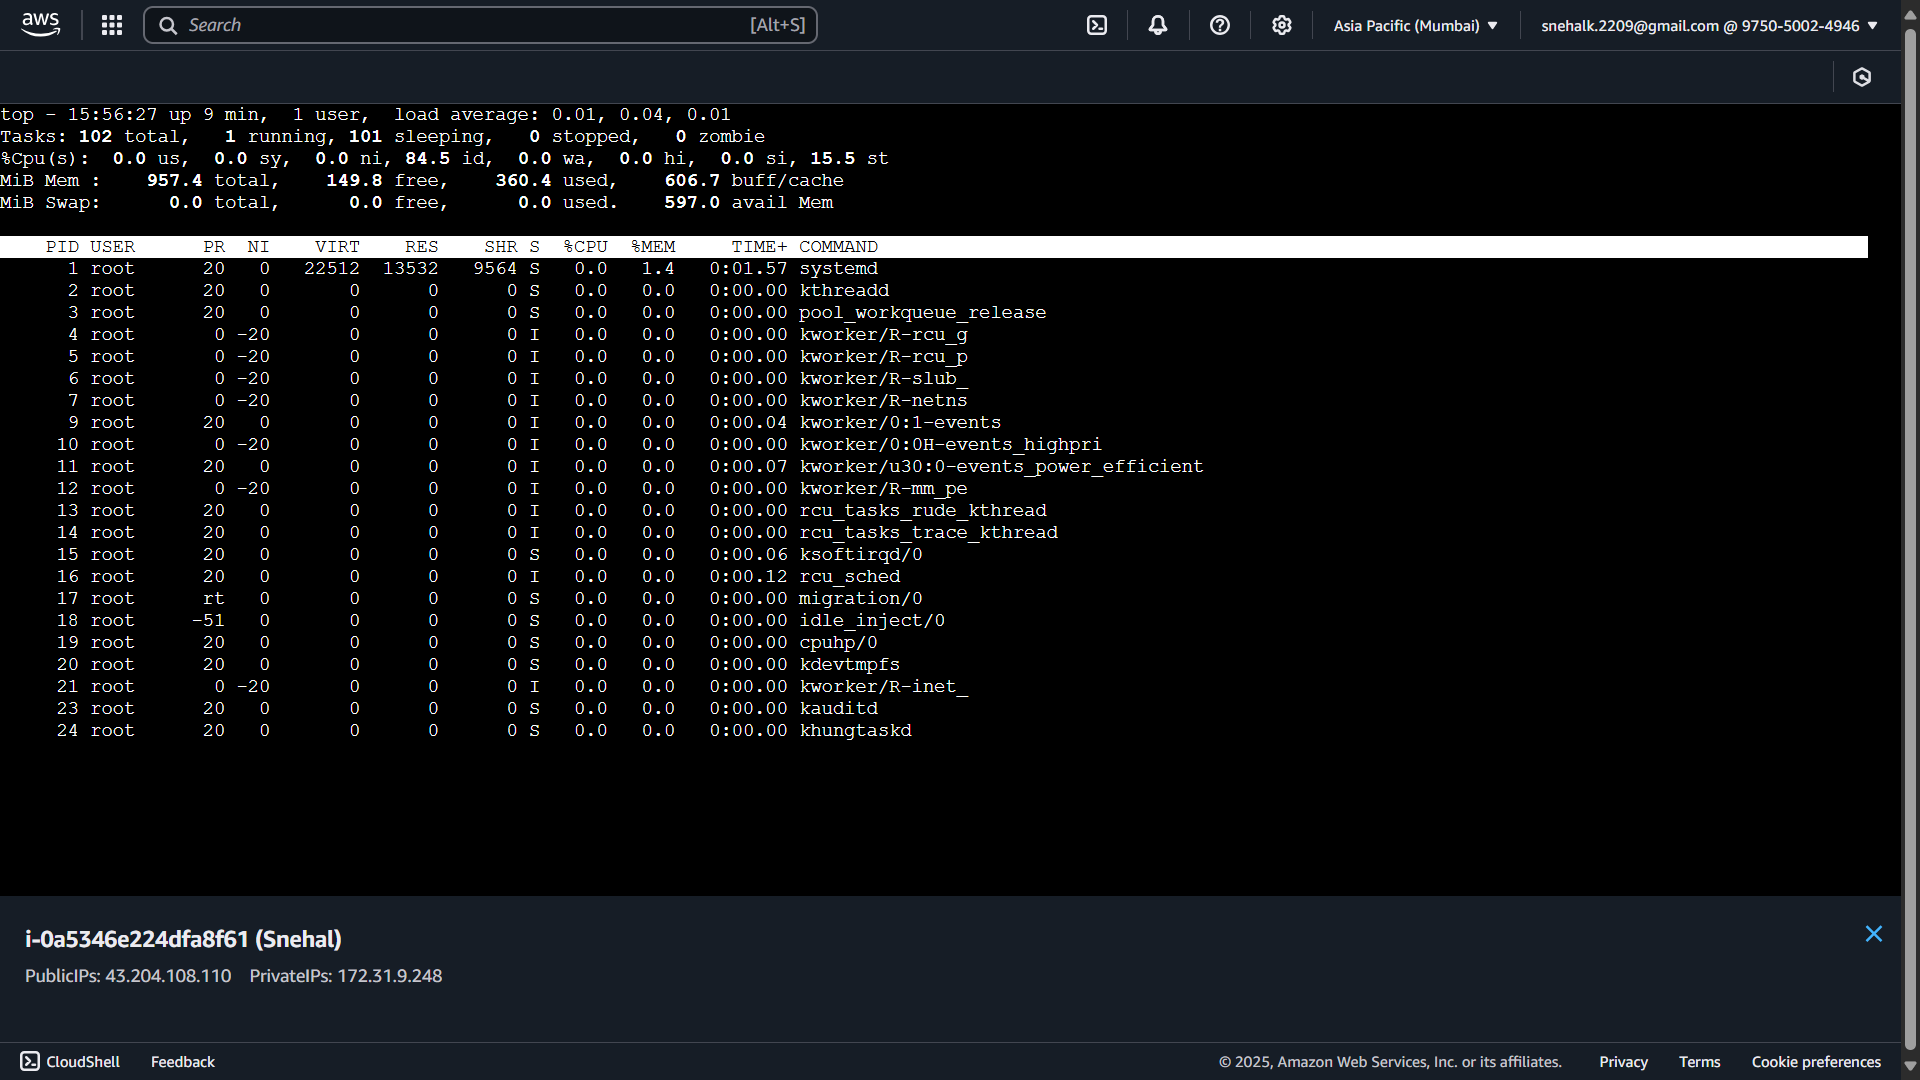 aws Search [Alt+S] Asia Pacific (Mumbai) ▼ snehalk.2209@gmail.com @ 9750-5002-4946 ▼
top - 15:56:27 up 9 min,  1 user,  load average: 0.01, 0.04, 0.01
Tasks: 102 total,   1 running, 101 sleeping,   0 stopped,   0 zombie
%Cpu(s):  0.0 us,  0.0 sy,  0.0 ni, 84.5 id,  0.0 wa,  0.0 hi,  0.0 si, 15.5 st
MiB Mem :    957.4 total,    149.8 free,    360.4 used,    606.7 buff/cache
MiB Swap:      0.0 total,      0.0 free,      0.0 used.    597.0 avail Mem
PID USER      PR  NI    VIRT    RES    SHR S  %CPU  %MEM     TIME+ COMMAND
1 root      20   0   22512  13532   9564 S   0.0   1.4   0:01.57 systemd
2 root      20   0       0      0      0 S   0.0   0.0   0:00.00 kthreadd
3 root      20   0       0      0      0 S   0.0   0.0   0:00.00 pool_workqueue_release
4 root       0 -20       0      0      0 I   0.0   0.0   0:00.00 kworker/R-rcu_g
5 root       0 -20       0      0      0 I   0.0   0.0   0:00.00 kworker/R-rcu_p
6 root       0 -20       0      0      0 I   0.0   0.0   0:00.00 kworker/R-slub_
7 root       0 -20       0      0      0 I   0.0   0.0   0:00.00 kworker/R-netns
9 root      20   0       0      0      0 I   0.0   0.0   0:00.04 kworker/0:1-events
10 root       0 -20       0      0      0 I   0.0   0.0   0:00.00 kworker/0:0H-events_highpri
11 root      20   0       0      0      0 I   0.0   0.0   0:00.07 kworker/u30:0-events_power_efficient
12 root       0 -20       0      0      0 I   0.0   0.0   0:00.00 kworker/R-mm_pe
13 root      20   0       0      0      0 I   0.0   0.0   0:00.00 rcu_tasks_rude_kthread
14 root      20   0       0      0      0 I   0.0   0.0   0:00.00 rcu_tasks_trace_kthread
15 root      20   0       0      0      0 S   0.0   0.0   0:00.06 ksoftirqd/0
16 root      20   0       0      0      0 I   0.0   0.0   0:00.12 rcu_sched
17 root      rt   0       0      0      0 S   0.0   0.0   0:00.00 migration/0
18 root     -51   0       0      0      0 S   0.0   0.0   0:00.00 idle_inject/0
19 root      20   0       0      0      0 S   0.0   0.0   0:00.00 cpuhp/0
20 root      20   0       0      0      0 S   0.0   0.0   0:00.00 kdevtmpfs
21 root       0 -20       0      0      0 I   0.0   0.0   0:00.00 kworker/R-inet_
23 root      20   0       0      0      0 S   0.0   0.0   0:00.00 kauditd
24 root      20   0       0      0      0 S   0.0   0.0   0:00.00 khungtaskd
i-0a5346e224dfa8f61 (Snehal)
PublicIPs: 43.204.108.110 PrivateIPs: 172.31.9.248
CloudShell Feedback © 2025, Amazon Web Services, Inc. or its affiliates. Privacy Terms Cookie preferences